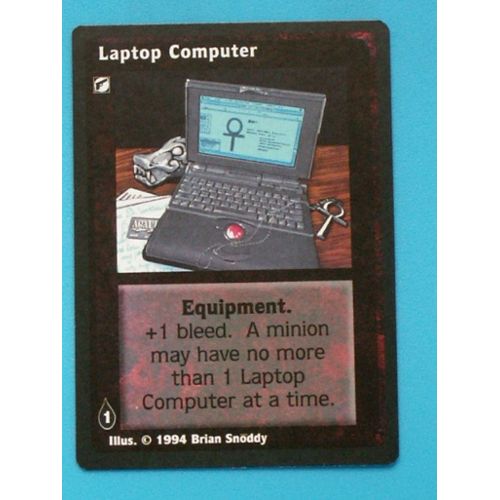 Laptop Computer
Equipment.
+1 bleed. A minion
may have no more
than 1 Laptop
Computer at a time.
1
Illus. © 1994 Brian Snoddy